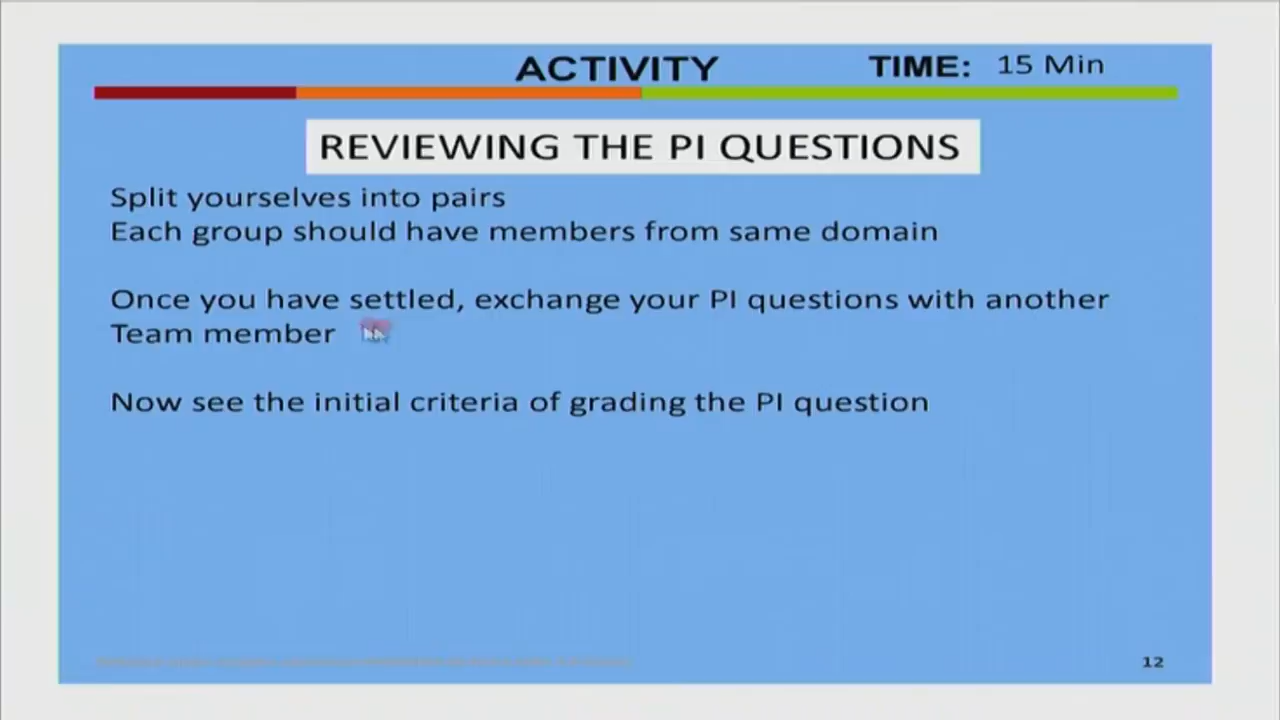 ACTIVITY TIME: 15 Min
REVIEWING THE PI QUESTIONS
Split yourselves into pairs
Each group should have members from same domain
Once you have settled, exchange your PI questions with another
Team member
Now see the initial criteria of grading the PI question
12